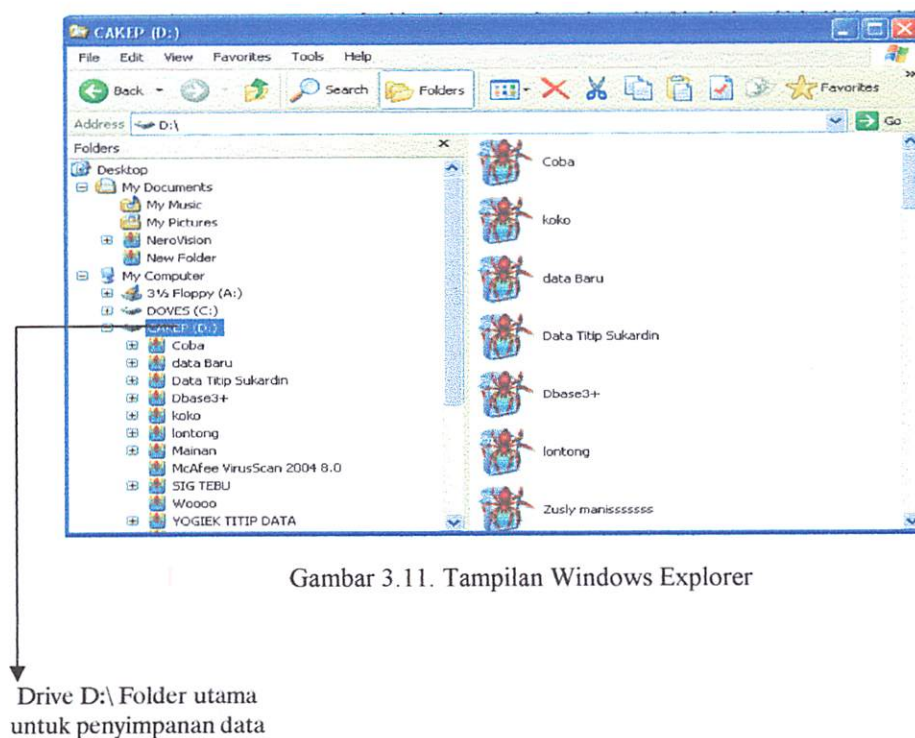 CAKEP (D:)
File Edit View Favorites Tools Help
Back Search Folders Favorites
Address D:\ Go
Folders
Desktop
My Documents
My Music
My Pictures
NeroVision
New Folder
My Computer
3½ Floppy (A:)
DOVES (C:)
CAKEP (D:)
Coba
data Baru
Data Titip Sukardin
Dbase3+
koko
lontong
Mainan
McAfee VirusScan 2004 8.0
SIG TEBU
Woooo
YOGIEK TITIP DATA
Coba
koko
data Baru
Data Titip Sukardin
Dbase3+
lontong
Zusly manisssssss
Gambar 3.11. Tampilan Windows Explorer
Drive D:\ Folder utama
untuk penyimpanan data